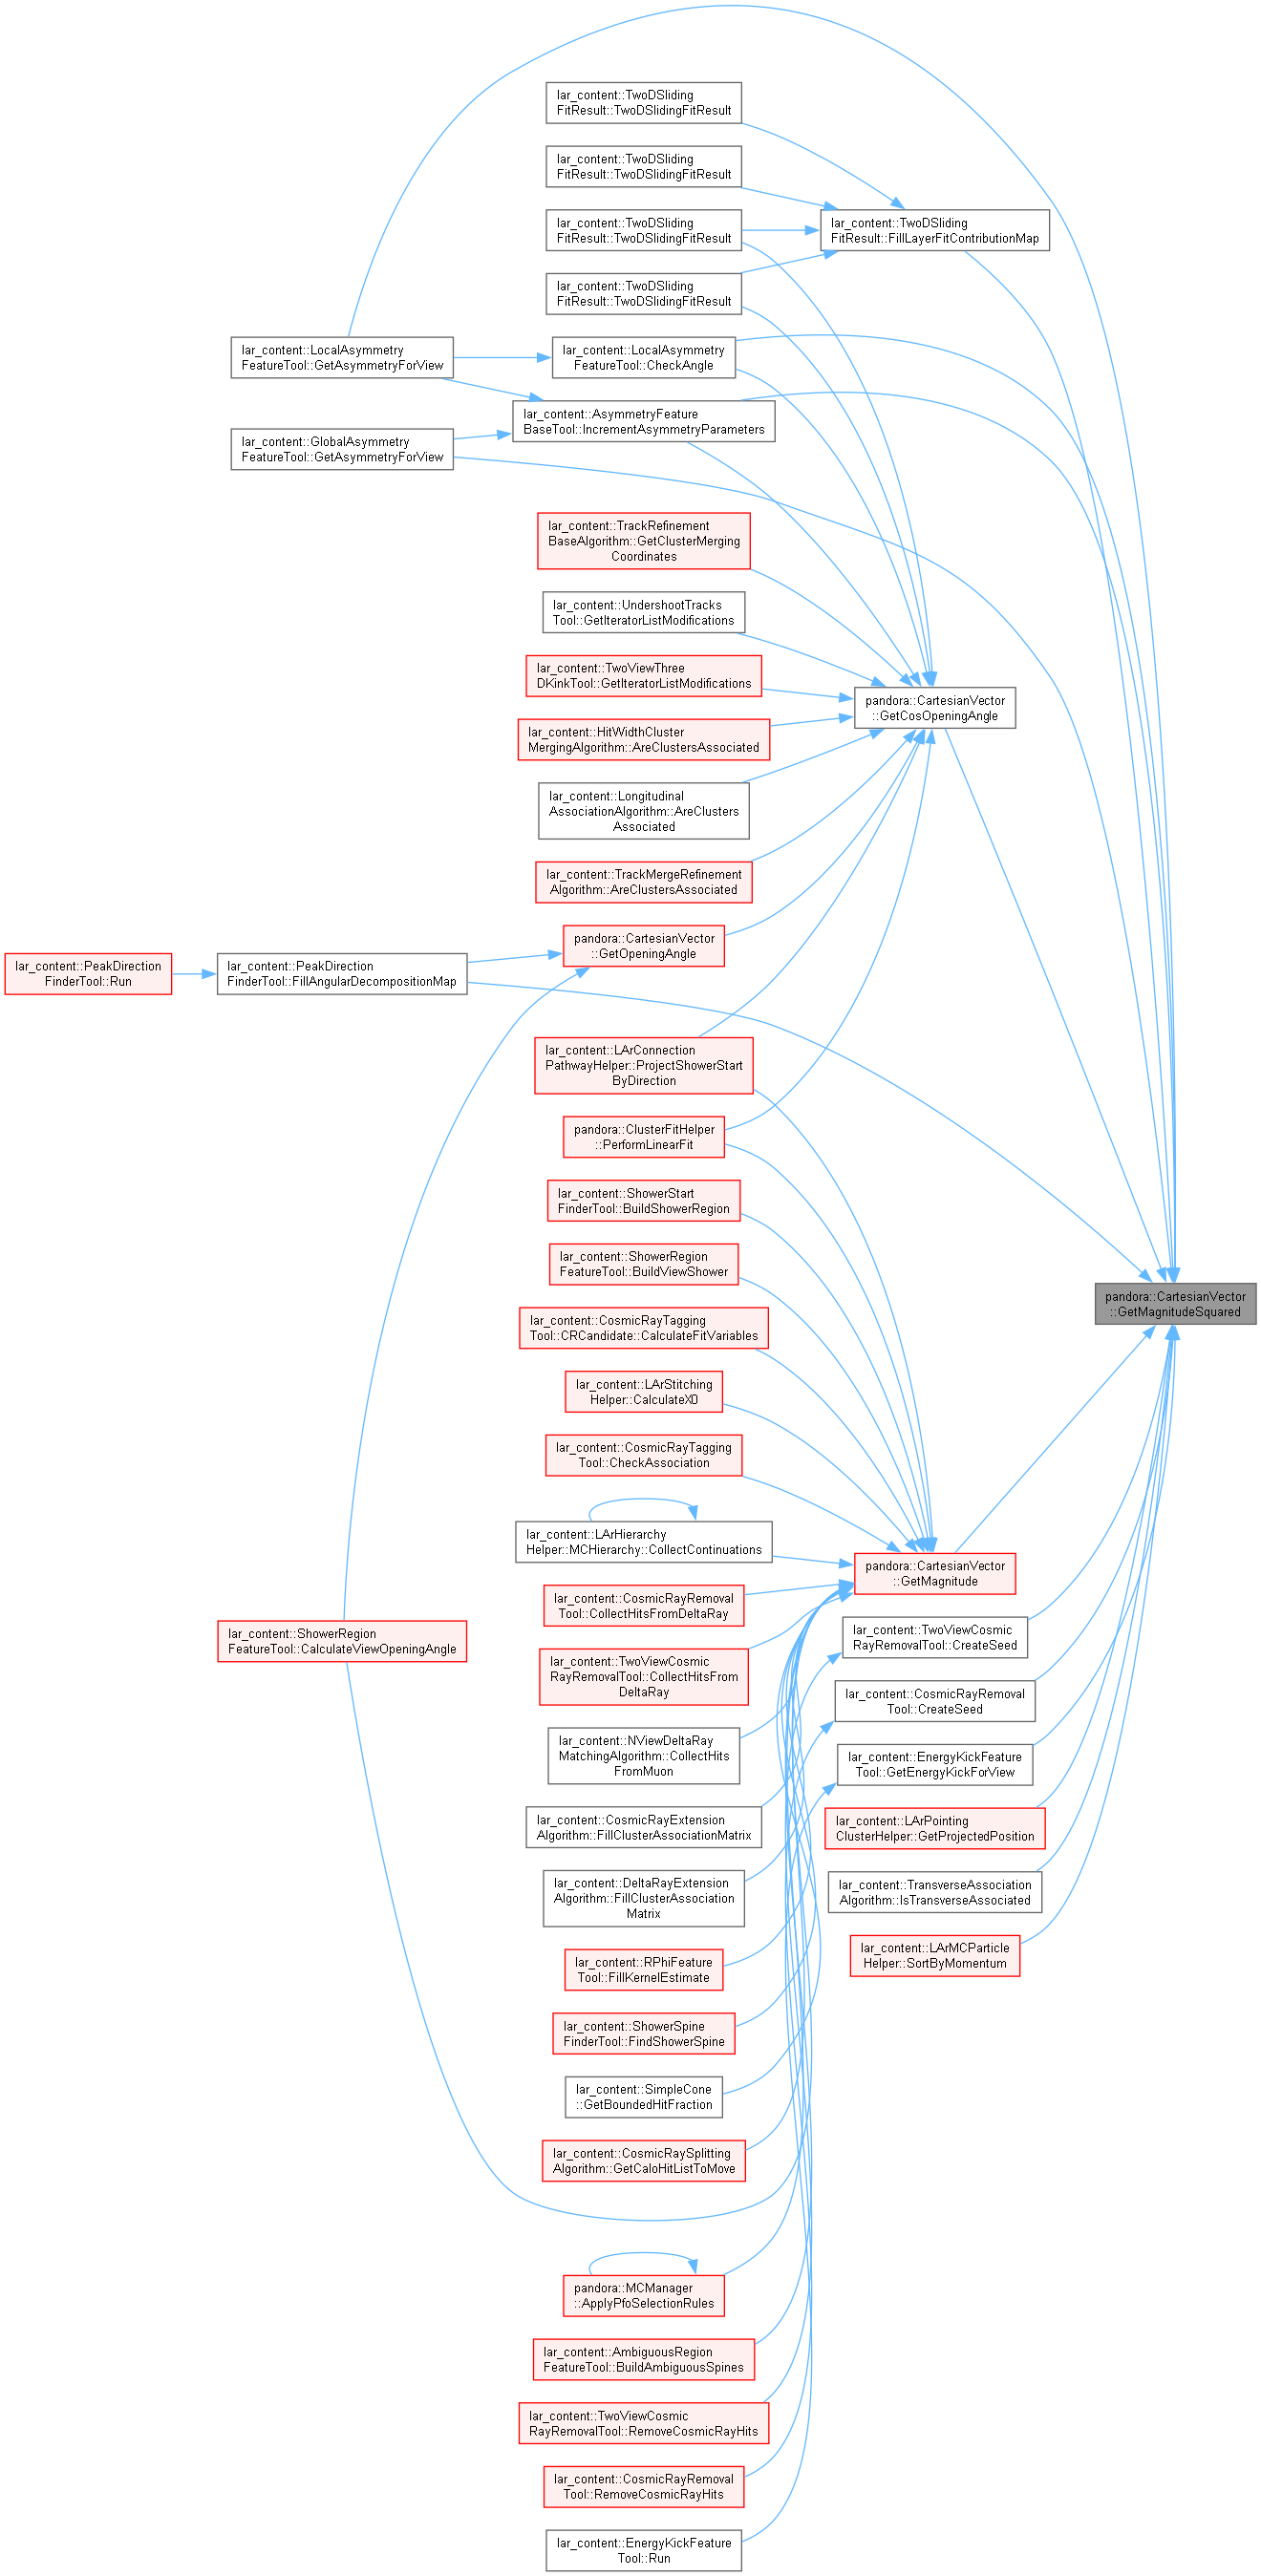 lar_content::TwoDSliding
FitResult::TwoDSlidingFitResult
lar_content::TwoDSliding
FitResult::TwoDSlidingFitResult
lar_content::TwoDSliding
FitResult::TwoDSlidingFitResult
lar_content::TwoDSliding
FitResult::FillLayerFitContributionMap
lar_content::TwoDSliding
FitResult::TwoDSlidingFitResult
lar_content::LocalAsymmetry
FeatureTool::GetAsymmetryForView
lar_content::LocalAsymmetry
FeatureTool::CheckAngle
lar_content::AsymmetryFeature
BaseTool::IncrementAsymmetryParameters
lar_content::GlobalAsymmetry
FeatureTool::GetAsymmetryForView
lar_content::TrackRefinement
BaseAlgorithm::GetClusterMerging
Coordinates
lar_content::UndershootTracks
Tool::GetIteratorListModifications
lar_content::TwoViewThree
DKinkTool::GetIteratorListModifications
pandora::CartesianVector
::GetCosOpeningAngle
lar_content::HitWidthCluster
MergingAlgorithm::AreClustersAssociated
lar_content::Longitudinal
AssociationAlgorithm::AreClusters
Associated
lar_content::TrackMergeRefinement
Algorithm::AreClustersAssociated
pandora::CartesianVector
::GetOpeningAngle
lar_content::PeakDirection
FinderTool::Run
lar_content::PeakDirection
FinderTool::FillAngularDecompositionMap
lar_content::LArConnection
PathwayHelper::ProjectShowerStart
ByDirection
pandora::ClusterFitHelper
::PerformLinearFit
lar_content::ShowerStart
FinderTool::BuildShowerRegion
lar_content::ShowerRegion
FeatureTool::BuildViewShower
pandora::CartesianVector
::GetMagnitudeSquared
lar_content::CosmicRayTagging
Tool::CRCandidate::CalculateFitVariables
lar_content::LArStitching
Helper::CalculateX0
lar_content::CosmicRayTagging
Tool::CheckAssociation
lar_content::LArHierarchy
Helper::MCHierarchy::CollectContinuations
pandora::CartesianVector
::GetMagnitude
lar_content::CosmicRayRemoval
Tool::CollectHitsFromDeltaRay
lar_content::ShowerRegion
FeatureTool::CalculateViewOpeningAngle
lar_content::TwoViewCosmic
RayRemovalTool::CreateSeed
lar_content::TwoViewCosmic
RayRemovalTool::CollectHitsFrom
DeltaRay
lar_content::CosmicRayRemoval
Tool::CreateSeed
lar_content::NViewDeltaRay
MatchingAlgorithm::CollectHits
FromMuon
lar_content::EnergyKickFeature
Tool::GetEnergyKickForView
lar_content::CosmicRayExtension
Algorithm::FillClusterAssociationMatrix
lar_content::LArPointing
ClusterHelper::GetProjectedPosition
lar_content::DeltaRayExtension
Algorithm::FillClusterAssociation
Matrix
lar_content::TransverseAssociation
Algorithm::IsTransverseAssociated
lar_content::RPhiFeature
Tool::FillKernelEstimate
lar_content::LArMCParticle
Helper::SortByMomentum
lar_content::ShowerSpine
FinderTool::FindShowerSpine
lar_content::SimpleCone
::GetBoundedHitFraction
lar_content::CosmicRaySplitting
Algorithm::GetCaloHitListToMove
pandora::MCManager
::ApplyPfoSelectionRules
lar_content::AmbiguousRegion
FeatureTool::BuildAmbiguousSpines
lar_content::TwoViewCosmic
RayRemovalTool::RemoveCosmicRayHits
lar_content::CosmicRayRemoval
Tool::RemoveCosmicRayHits
lar_content::EnergyKickFeature
Tool::Run